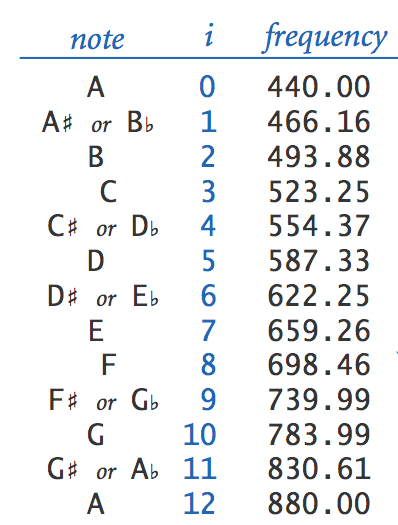 note i frequency
A 0 440.00
A♯ or B♭ 1 466.16
B 2 493.88
C 3 523.25
C♯ or D♭ 4 554.37
D 5 587.33
D♯ or E♭ 6 622.25
E 7 659.26
F 8 698.46
F♯ or G♭ 9 739.99
G 10 783.99
G♯ or A♭ 11 830.61
A 12 880.00